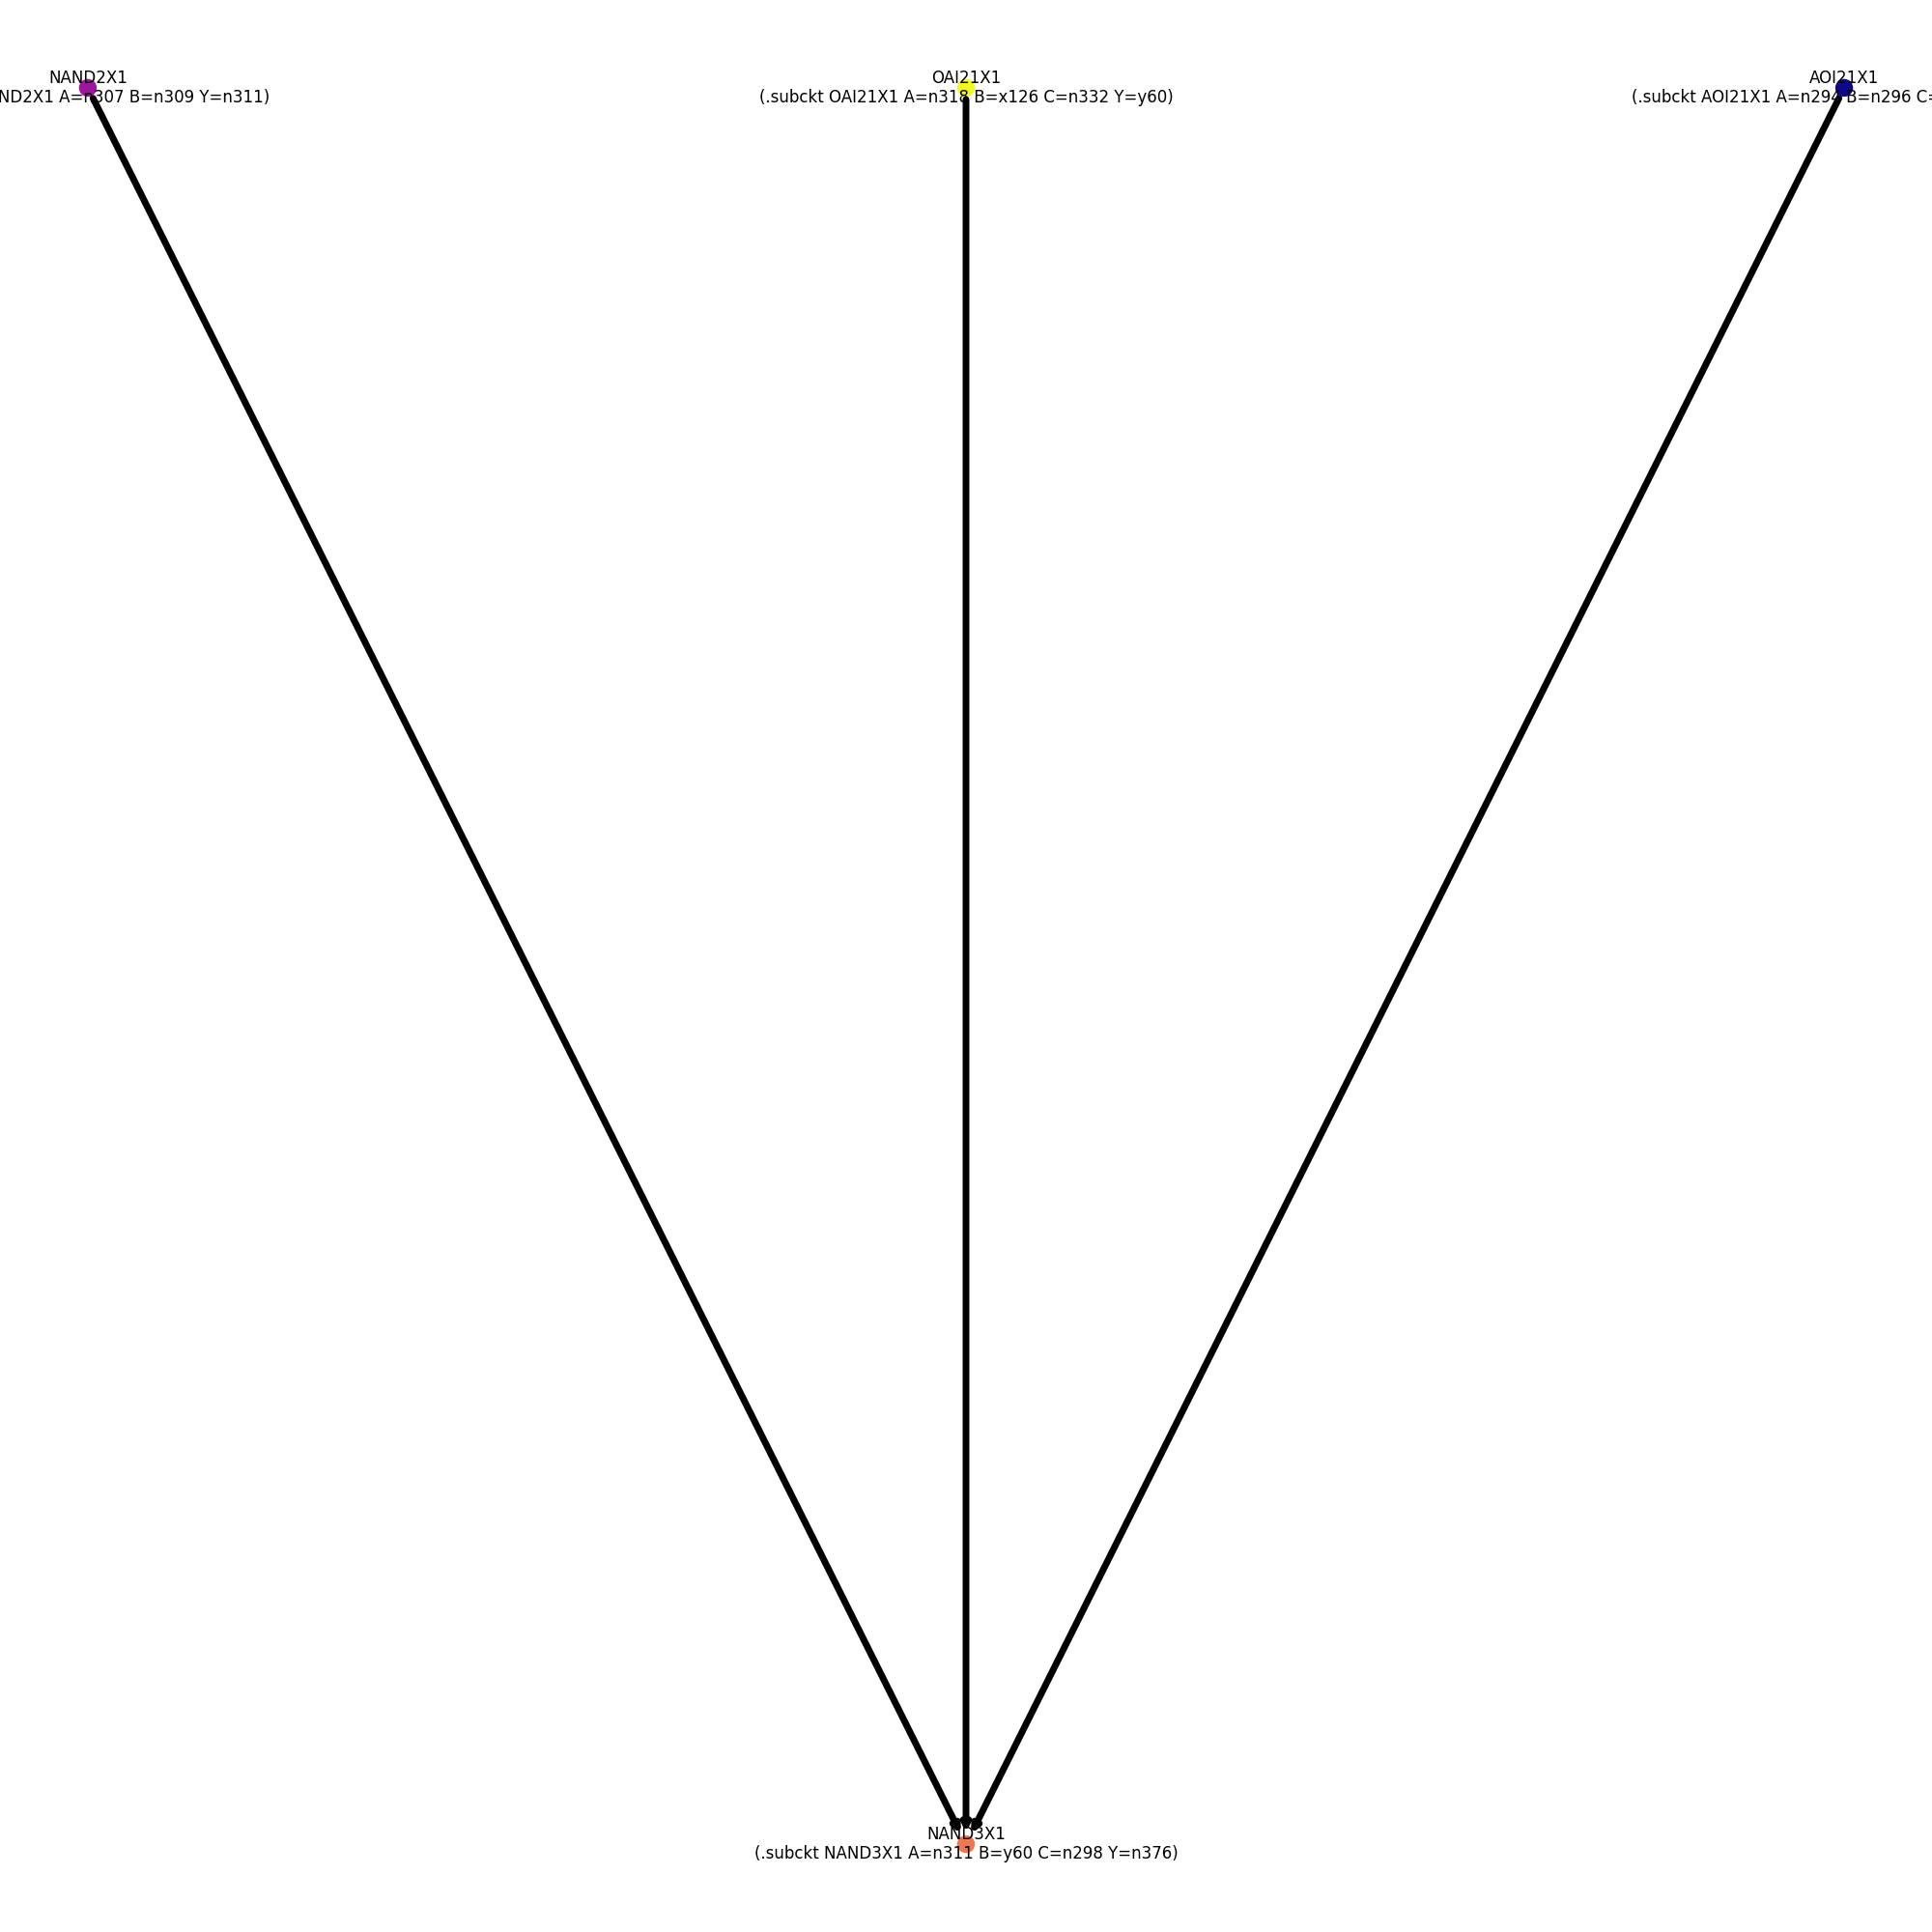 NAND2X1
ND2X1 A=n307 B=n309 Y=n311)
OAI21X1
(.subckt OAI21X1 A=n318 B=x126 C=n332 Y=y60)
AOI21X1
(.subckt AOI21X1 A=n294 B=n296 C=
NAND3X1
(.subckt NAND3X1 A=n311 B=y60 C=n298 Y=n376)